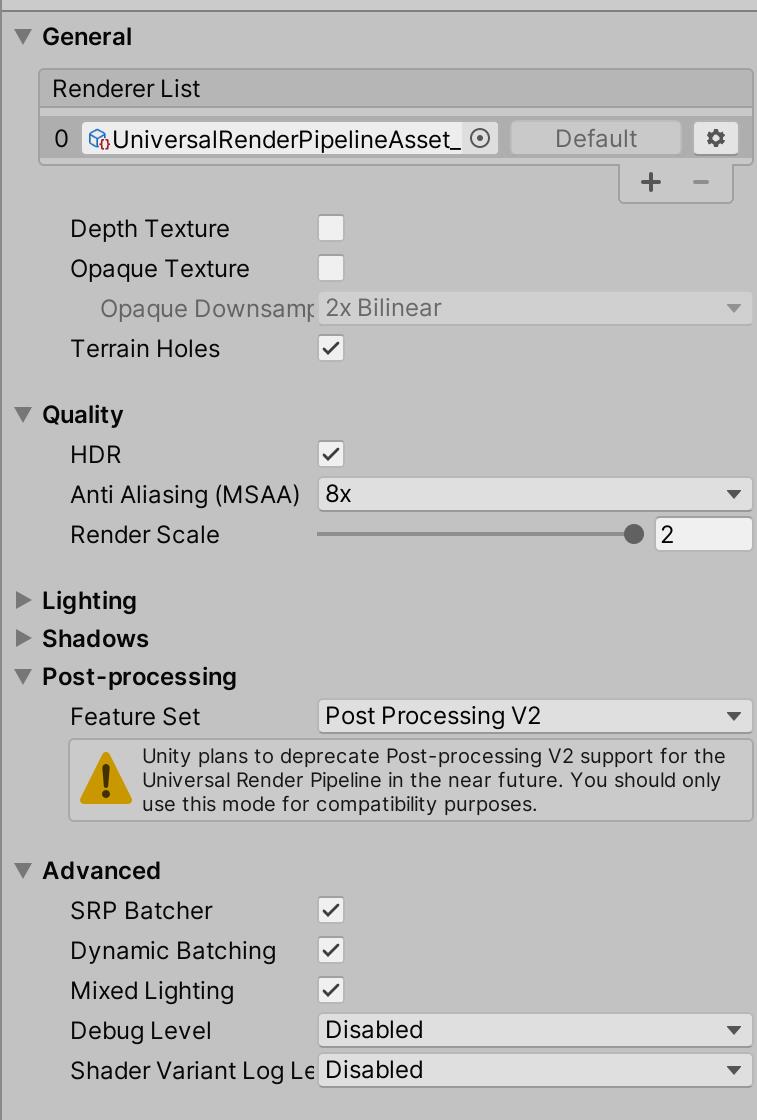 General
Renderer List
0 UniversalRenderPipelineAsset_ Default
Depth Texture
Opaque Texture
Opaque Downsamp 2x Bilinear
Terrain Holes
Quality
HDR
Anti Aliasing (MSAA) 8x
Render Scale 2
Lighting
Shadows
Post-processing
Feature Set Post Processing V2
Unity plans to deprecate Post-processing V2 support for the
Universal Render Pipeline in the near future. You should only
use this mode for compatibility purposes.
Advanced
SRP Batcher
Dynamic Batching
Mixed Lighting
Debug Level Disabled
Shader Variant Log Le Disabled